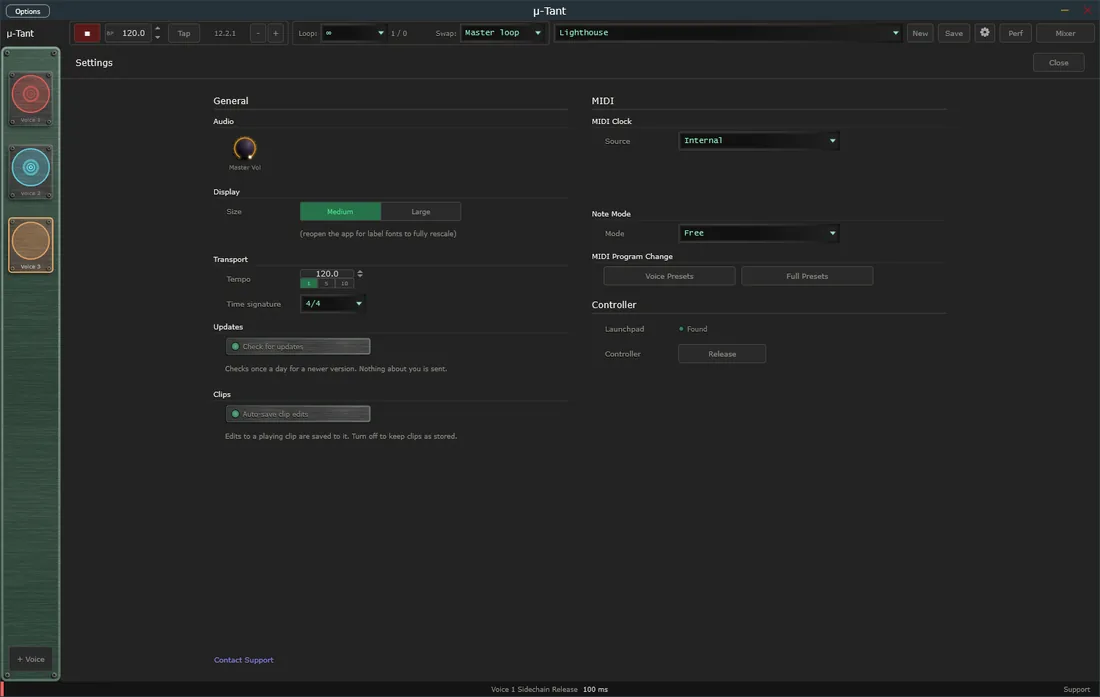 Options
µ-Tant
µ-Tant
BP 120.0
Tap
12.2.1
- +
Loop: ∞
1 / 0
Swap: Master loop
Lighthouse
New
Save
Perf
Mixer
Settings
Close
Voice 2
Voice 3
+ Voice
General
Audio
Master Vol
Display
Size
Medium
Large
(reopen the app for label fonts to fully rescale)
Transport
Tempo
120.0
1 5 10
Time signature
4/4
Updates
Check for updates
Checks once a day for a newer version. Nothing about you is sent.
Clips
Auto-save clip edits
Edits to a playing clip are saved to it. Turn off to keep clips as stored.
Contact Support
MIDI
MIDI Clock
Source
Internal
Note Mode
Mode
Free
MIDI Program Change
Voice Presets
Full Presets
Controller
Launchpad
Found
Controller
Release
Voice 1 Sidechain Release 100 ms
Support